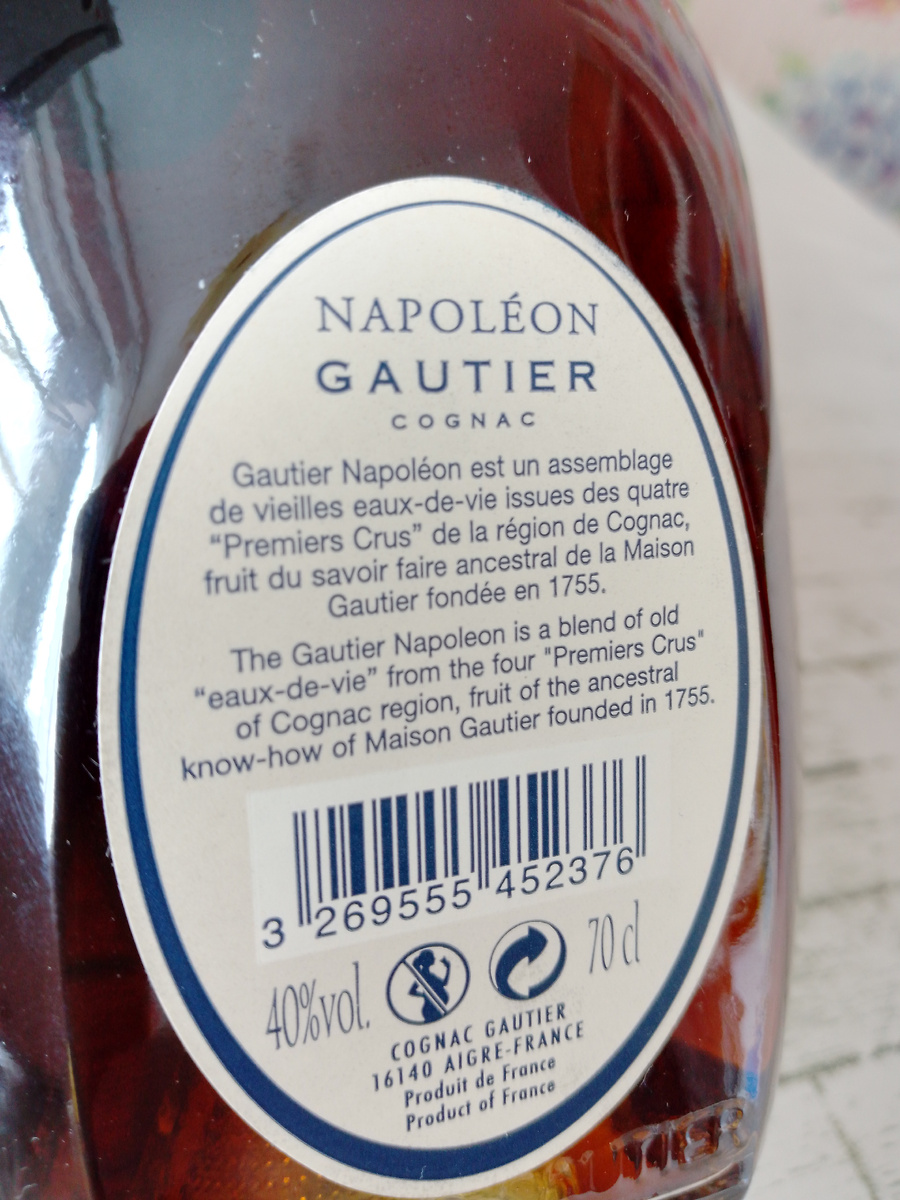 NAPOLÉON
GAUTIER
COGNAC
Gautier Napoléon est un assemblage
de vieilles eaux-de-vie issues des quatre
“Premiers Crus” de la région de Cognac,
fruit du savoir faire ancestral de la Maison
Gautier fondée en 1755.
The Gautier Napoleon is a blend of old
“eaux-de-vie” from the four "Premiers Crus"
of Cognac region, fruit of the ancestral
know-how of Maison Gautier founded in 1755.
3 269555 452376
40%vol. 70 cl
COGNAC GAUTIER
16140 AIGRE-FRANCE
Produit de France
Product of France
GAUTIER